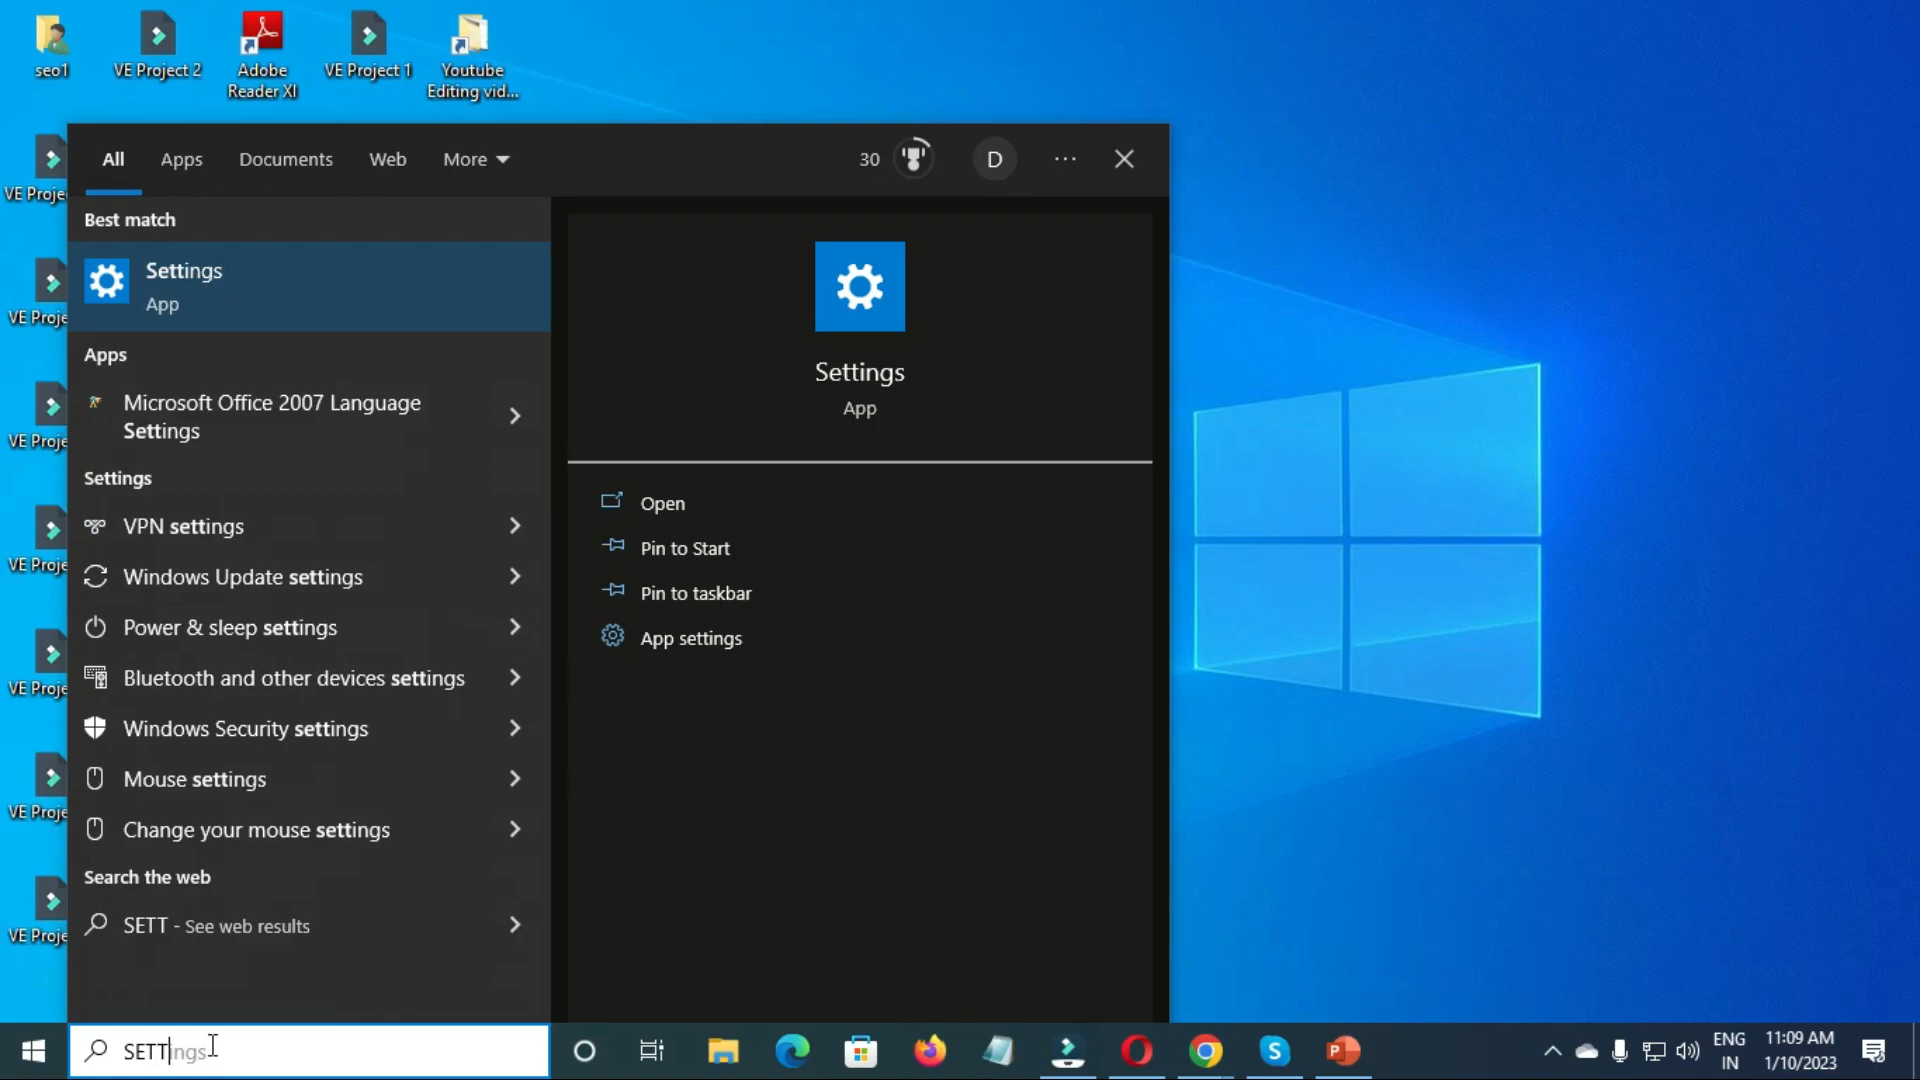 seo1
VE Project 2
Adobe
Reader XI
VE Project 1
Youtube
Editing vid...
VE Proje
VE Proje
VE Proje
VE Proje
VE Proje
VE Proje
VE Proje
All
Apps
Documents
Web
More
30
D
Best match
Settings
App
Apps
Microsoft Office 2007 Language
Settings
Settings
VPN settings
Windows Update settings
Power & sleep settings
Bluetooth and other devices settings
Windows Security settings
Mouse settings
Change your mouse settings
Search the web
SETT - See web results
Settings
App
Open
Pin to Start
Pin to taskbar
App settings
SETTings
S
P
ENG
IN
11:09 AM
1/10/2023